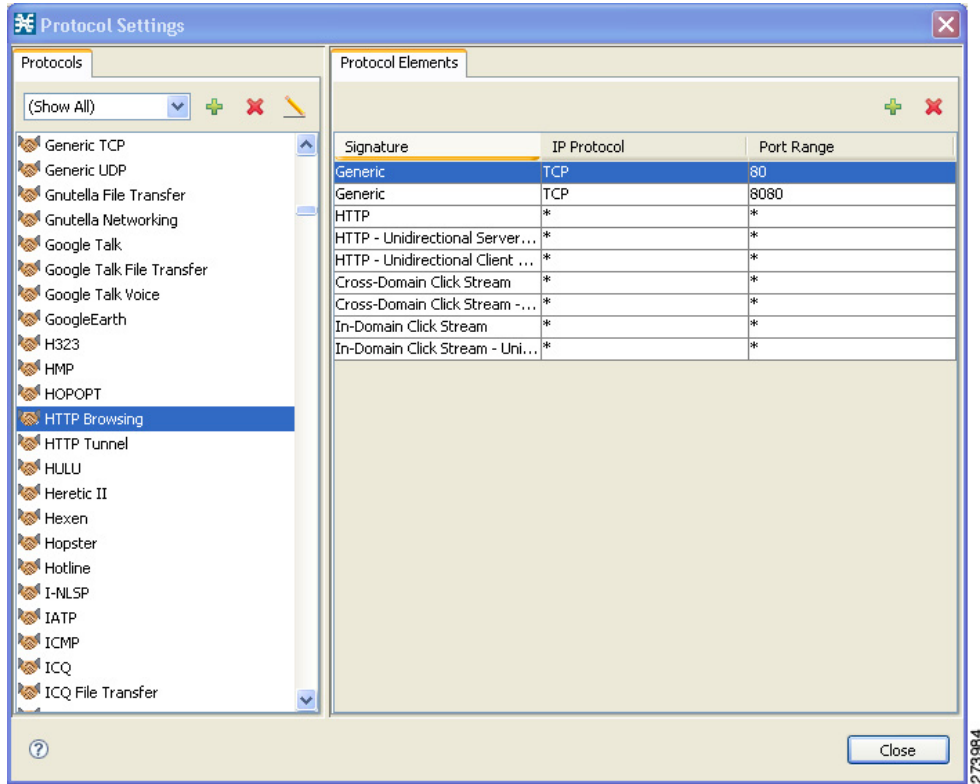 Protocol Settings
Protocols
(Show All)
Generic TCP
Generic UDP
Gnutella File Transfer
Gnutella Networking
Google Talk
Google Talk File Transfer
Google Talk Voice
GoogleEarth
H323
HMP
HOPOPT
HTTP Browsing
HTTP Tunnel
HULU
Heretic II
Hexen
Hopster
Hotline
I-NLSP
IATP
ICMP
ICQ
ICQ File Transfer
Protocol Elements
Signature IP Protocol Port Range
Generic TCP 80
Generic TCP 8080
HTTP * *
HTTP - Unidirectional Server... * *
HTTP - Unidirectional Client ... * *
Cross-Domain Click Stream * *
Cross-Domain Click Stream -... * *
In-Domain Click Stream * *
In-Domain Click Stream - Uni... * *
Close
273984